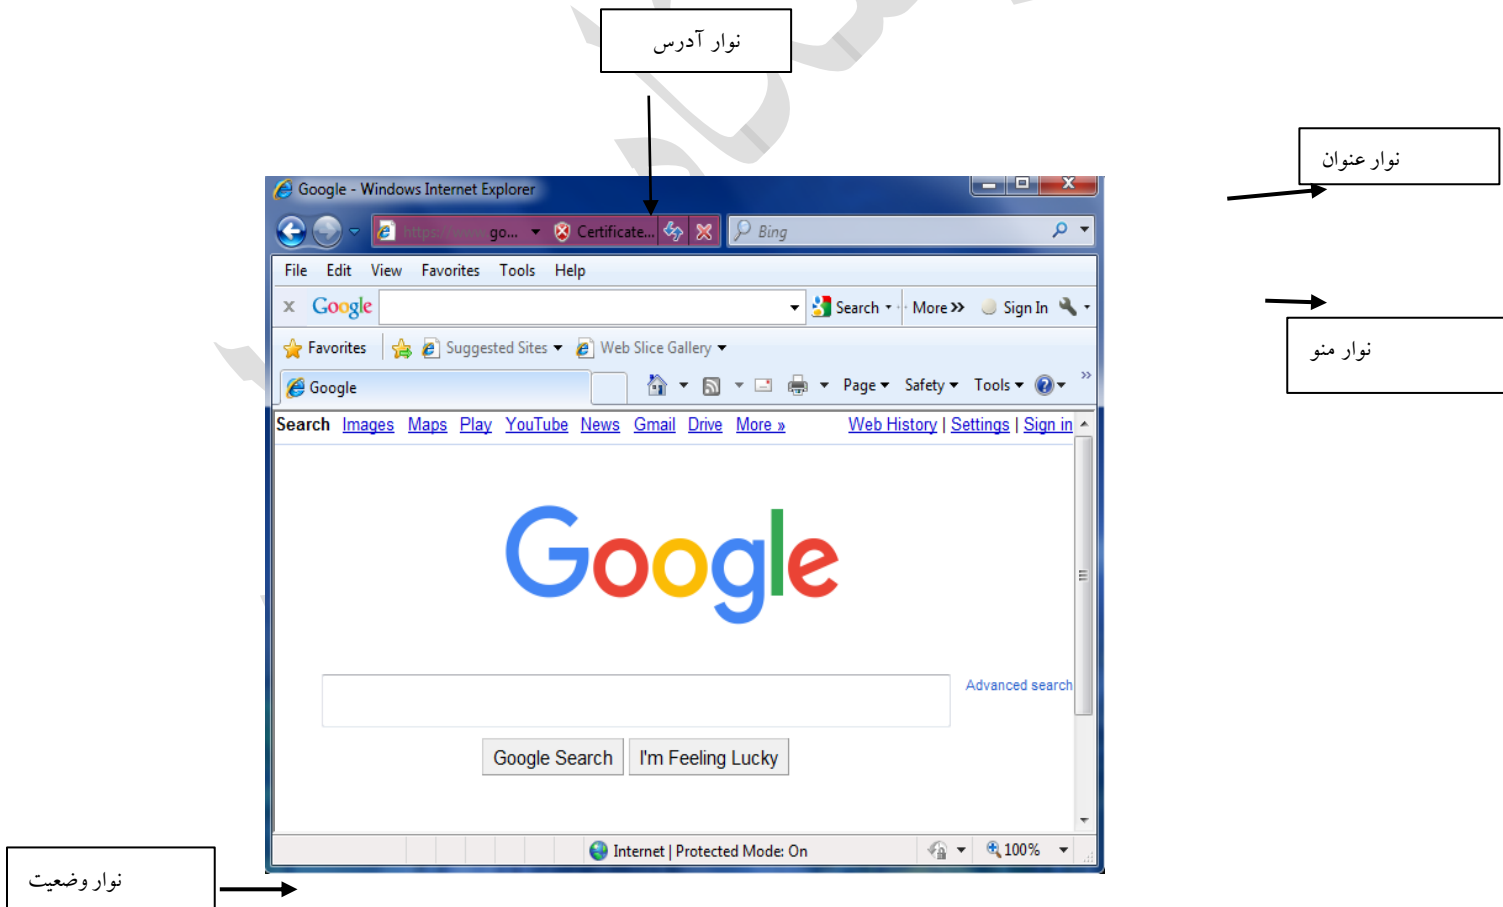 نوار آدرس
نوار عنوان
Google - Windows Internet Explorer
https://www.go... Certificate... Bing
File Edit View Favorites Tools Help
x Google Search More >> Sign In
نوار منو
Favorites Suggested Sites Web Slice Gallery
Google Page Safety Tools
Search Images Maps Play YouTube News Gmail Drive More » Web History | Settings | Sign in
Google
Advanced search
Google Search I'm Feeling Lucky
Internet | Protected Mode: On 100%
نوار وضعیت